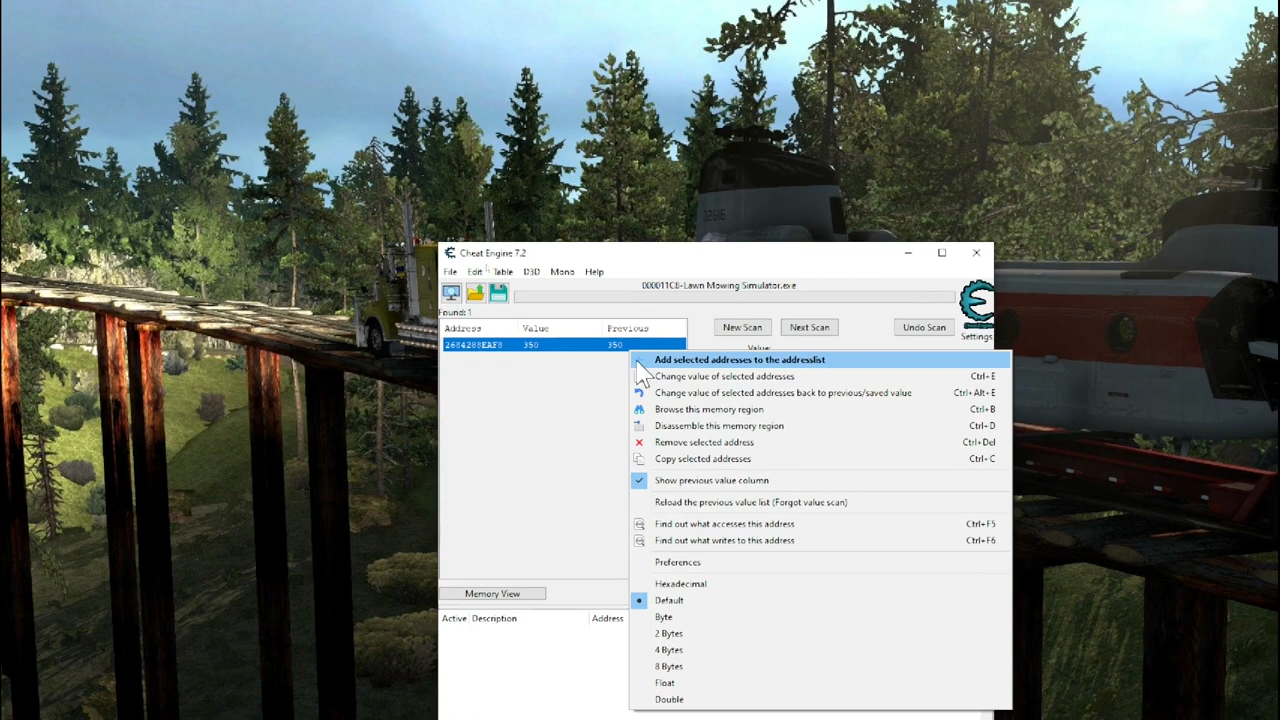 Cheat Engine 7.2
File Edit Table D3D Mono Help
000011C8-Lawn Mowing Simulator.exe
Found: 1
Address Value Previous
New Scan Next Scan Undo Scan
Settings
2684288EAF8 350 350
Value:
Add selected addresses to the addresslist
Change value of selected addresses Ctrl+E
Change value of selected addresses back to previous/saved value Ctrl+Alt+E
Browse this memory region Ctrl+B
Disassemble this memory region Ctrl+D
Remove selected address Ctrl+Del
Copy selected addresses Ctrl+C
Show previous value column
Reload the previous value list (Forgot value scan)
Find out what accesses this address Ctrl+F5
Find out what writes to this address Ctrl+F6
Preferences
Hexadecimal
Memory View
Default
Byte
Active Description Address
2 Bytes
4 Bytes
8 Bytes
Float
Double